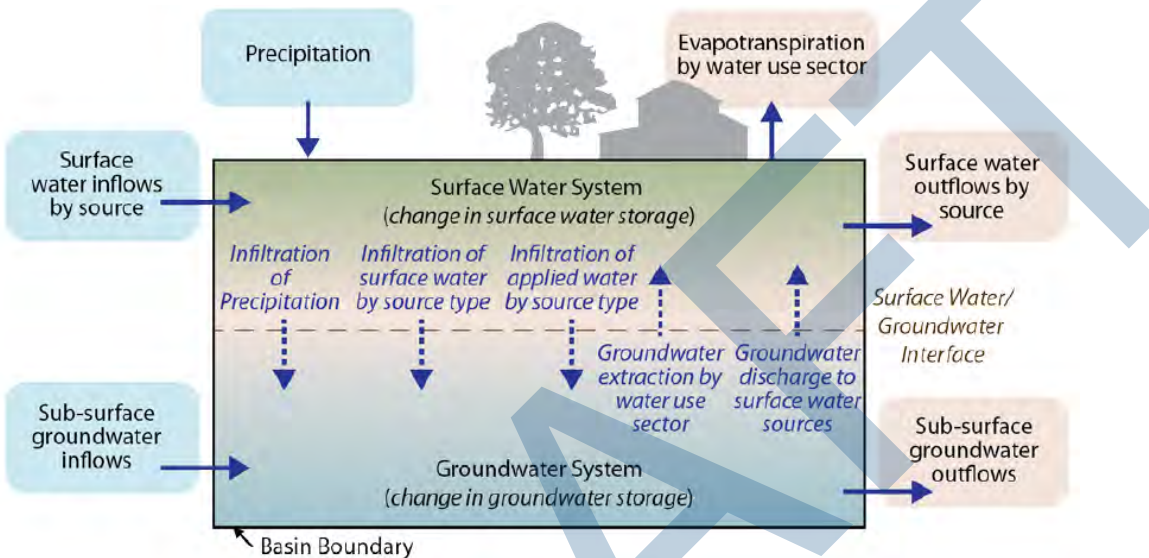 Precipitation
Evapotranspiration
by water use sector
Surface
water inflows
by source
Surface Water System
(change in surface water storage)
Surface water
outflows by
source
Infiltration
of
Precipitation
Infiltration of
surface water
by source type
Infiltration of
applied water
by source type
Surface Water/
Groundwater
Interface
Groundwater
extraction by
water use
sector
Groundwater
discharge to
surface water
sources
Sub-surface
groundwater
inflows
Groundwater System
(change in groundwater storage)
Sub-surface
groundwater
outflows
Basin Boundary